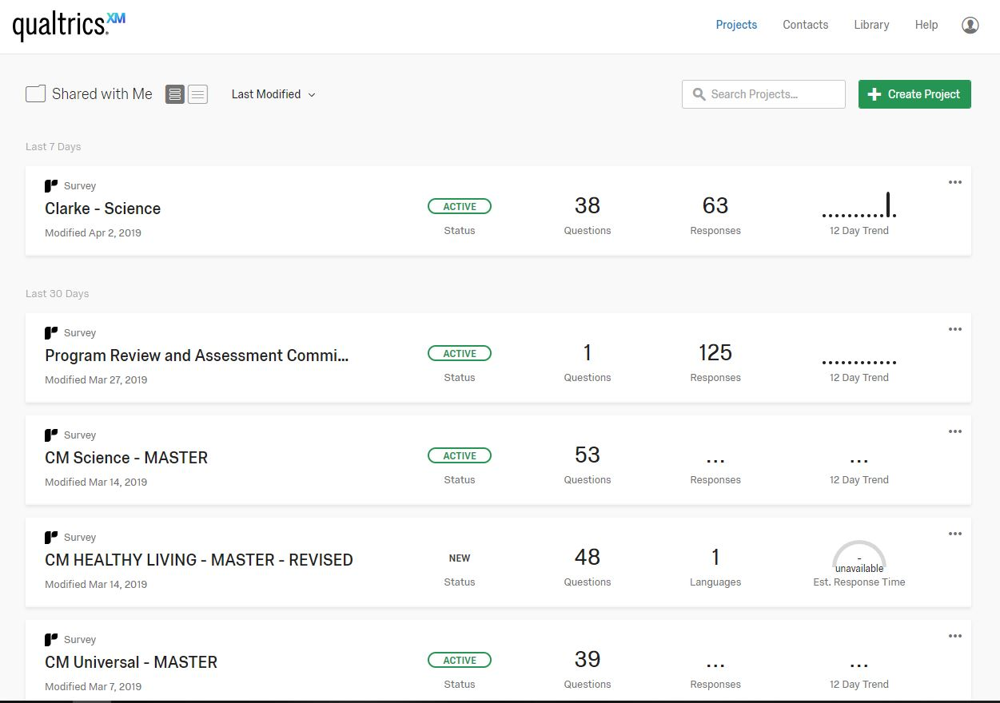 qualtrics.XM
Projects Contacts Library Help
Shared with Me Last Modified Search Projects... Create Project
Last 7 Days
Survey
Clarke - Science
Modified Apr 2, 2019
ACTIVE
Status
38
Questions
63
Responses
12 Day Trend
Last 30 Days
Survey
Program Review and Assessment Commi...
Modified Mar 27, 2019
ACTIVE
Status
1
Questions
125
Responses
12 Day Trend
Survey
CM Science - MASTER
Modified Mar 14, 2019
ACTIVE
Status
53
Questions
...
Responses
...
12 Day Trend
Survey
CM HEALTHY LIVING - MASTER - REVISED
Modified Mar 14, 2019
NEW
Status
48
Questions
1
Languages
-
unavailable
Est. Response Time
Survey
CM Universal - MASTER
Modified Mar 7, 2019
ACTIVE
Status
39
Questions
...
Responses
...
12 Day Trend